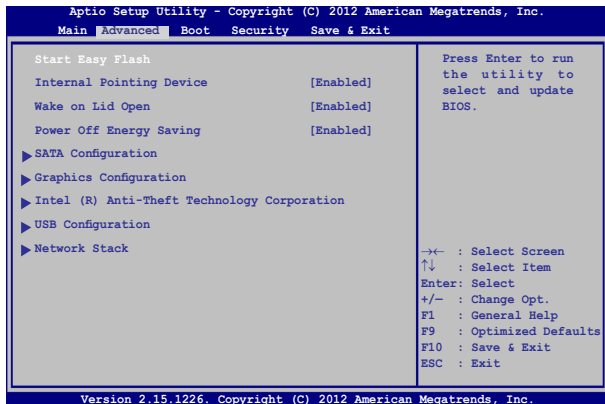 Aptio Setup Utility - Copyright (C) 2012 American Megatrends, Inc.
Main Advanced Boot Security Save & Exit
Start Easy Flash
Internal Pointing Device [Enabled]
Wake on Lid Open [Enabled]
Power Off Energy Saving [Enabled]
SATA Configuration
Graphics Configuration
Intel (R) Anti-Theft Technology Corporation
USB Configuration
Network Stack
Press Enter to run
the utility to
select and update
BIOS.
→← : Select Screen
↑↓ : Select Item
Enter: Select
+/— : Change Opt.
F1 : General Help
F9 : Optimized Defaults
F10 : Save & Exit
ESC : Exit
Version 2.15.1226. Copyright (C) 2012 American Megatrends, Inc.